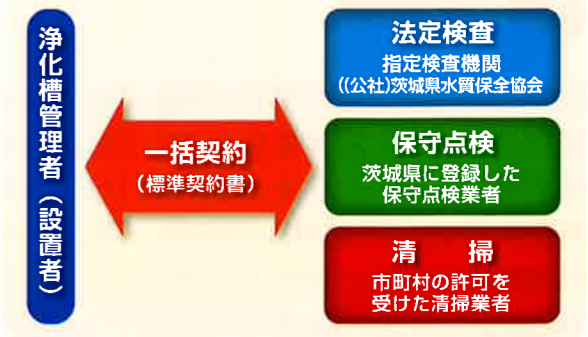 浄化槽管理者（設置者）
一括契約
（標準契約書）
法定検査
指定検査機関
((公社)茨城県水質保全協会
保守点検
茨城県に登録した
保守点検業者
清　掃
市町村の許可を
受けた清掃業者